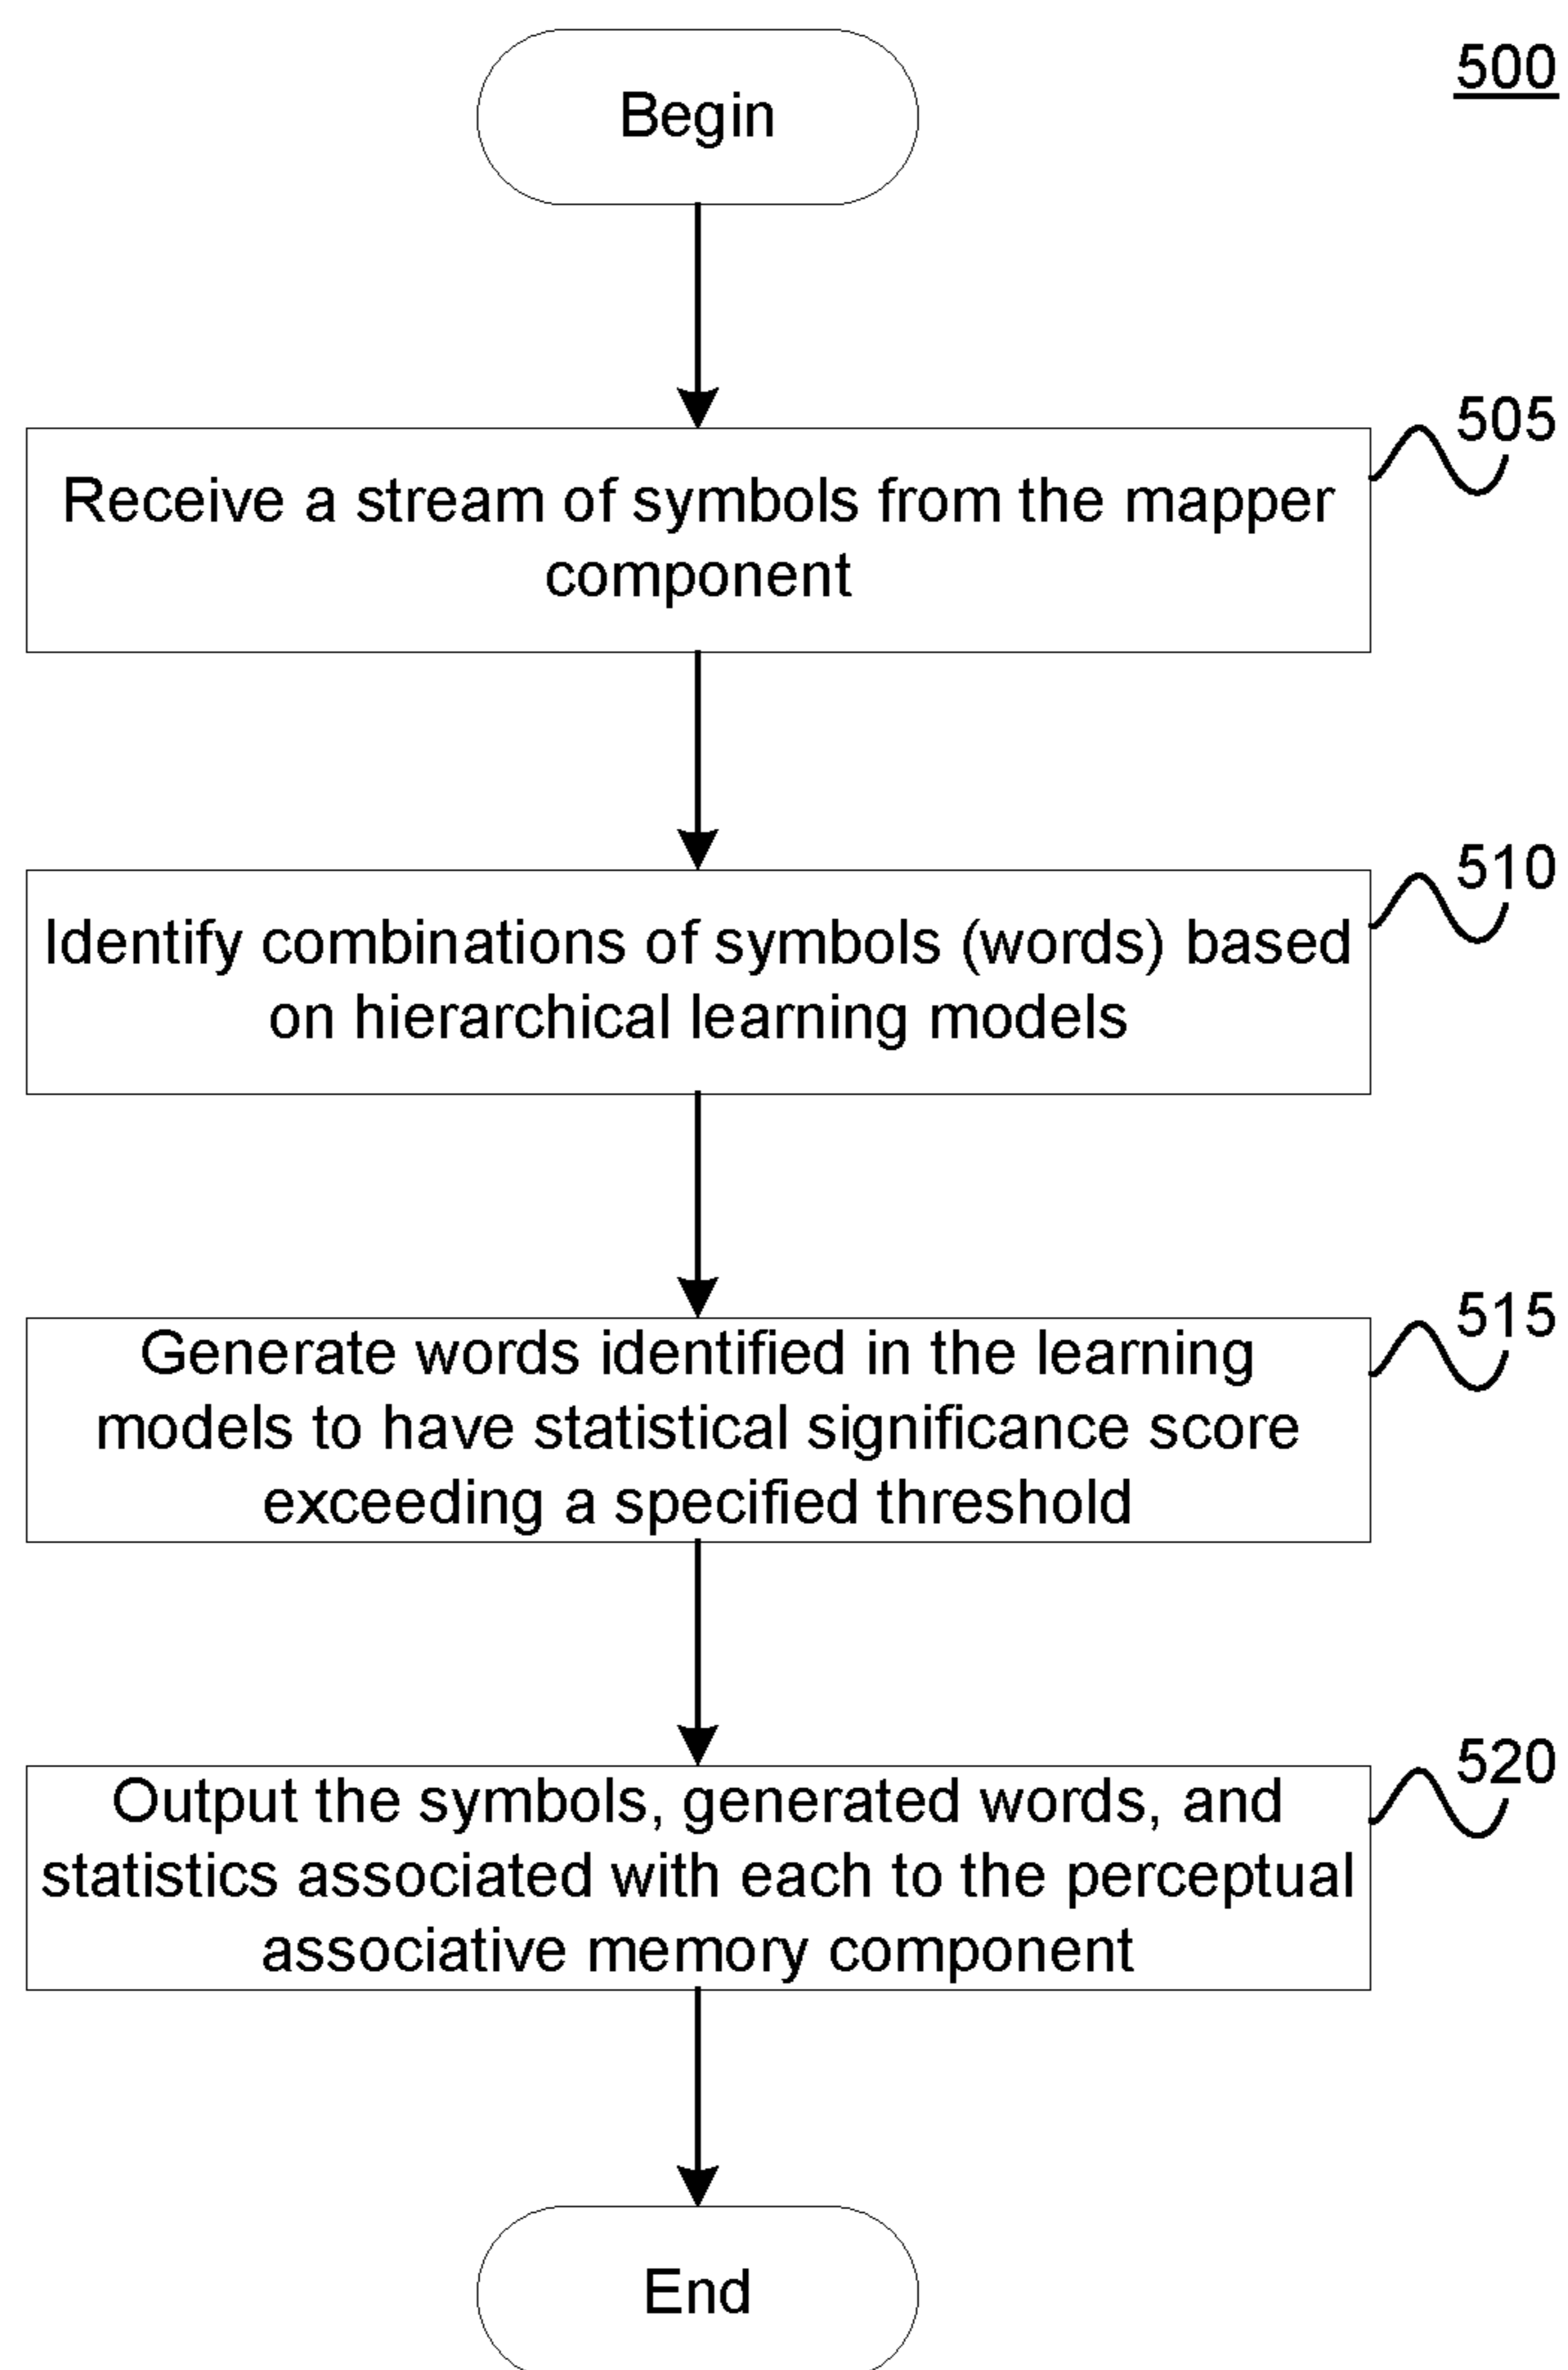 500
Begin
505
Receive a stream of symbols from the mapper
component
510
Identify combinations of symbols (words) based
on hierarchical learning models
515
Generate words identified in the learning
models to have statistical significance score
exceeding a specified threshold
520
Output the symbols, generated words, and
statistics associated with each to the perceptual
associative memory component
End